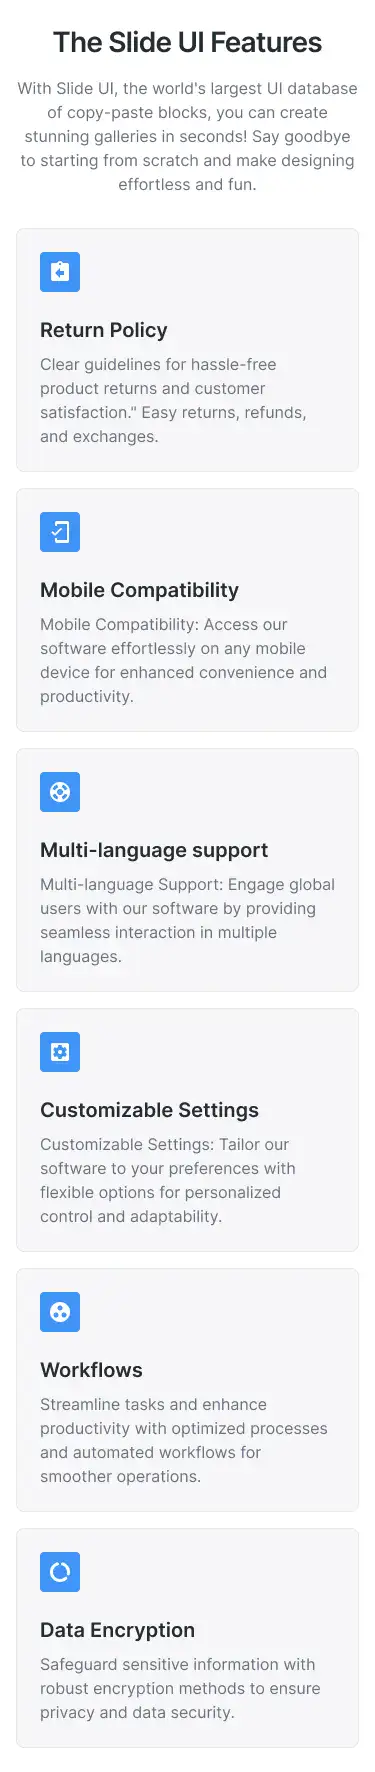 The Slide UI Features
With Slide UI, the world's largest UI database
of copy-paste blocks, you can create
stunning galleries in seconds! Say goodbye
to starting from scratch and make designing
effortless and fun.
Return Policy
Clear guidelines for hassle-free
product returns and customer
satisfaction." Easy returns, refunds,
and exchanges.
Mobile Compatibility
Mobile Compatibility: Access our
software effortlessly on any mobile
device for enhanced convenience and
productivity.
Multi-language support
Multi-language Support: Engage global
users with our software by providing
seamless interaction in multiple
languages.
Customizable Settings
Customizable Settings: Tailor our
software to your preferences with
flexible options for personalized
control and adaptability.
Workflows
Streamline tasks and enhance
productivity with optimized processes
and automated workflows for
smoother operations.
Data Encryption
Safeguard sensitive information with
robust encryption methods to ensure
privacy and data security.